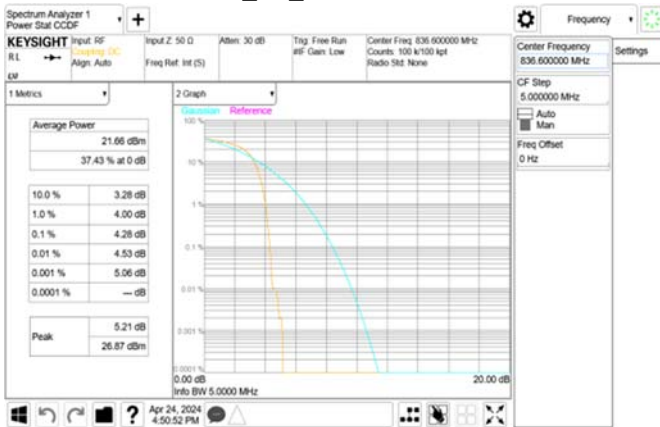 Spectrum Analyzer 1
Power Stat CCDF
Frequency
KEYSIGHT
Input: RF
Input Z: 50 Ω
Atten: 30 dB
Trig: Free Run
Center Freq: 836.600000 MHz
RL
Coupling: DC
#IF Gain: Low
Counts: 100 k/100 kpt
Align: Auto
Freq Ref: Int (S)
Radio Std: None
Center Frequency
836.600000 MHz
Settings
CF Step
5.000000 MHz
Auto
Man
Freq Offset
0 Hz
1 Metrics
2 Graph
Gaussian Reference
Average Power
21.66 dBm
37.43 % at 0 dB
10.0 % 3.28 dB
1.0 % 4.00 dB
0.1 % 4.28 dB
0.01 % 4.53 dB
0.001 % 5.06 dB
0.0001 % — dB
Peak
5.21 dB
26.87 dBm
100 %
10 %
1 %
0.1 %
0.01 %
0.001 %
0.0001 %
0.00 dB
20.00 dB
Info BW 5.0000 MHz
Apr 24, 2024
4:50:52 PM